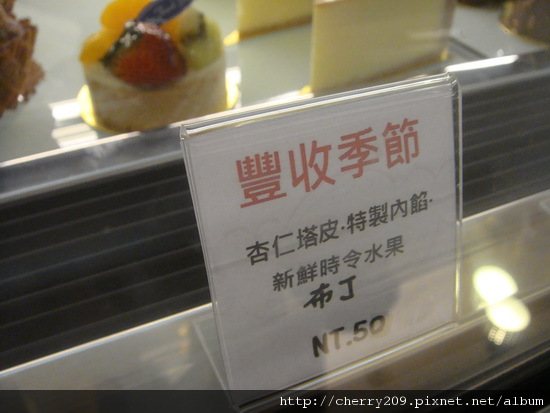 豐收季節
杏仁塔皮·特製內餡·
新鮮時令水果
布丁
NT.50
http://cherry209.pixnet.net/album